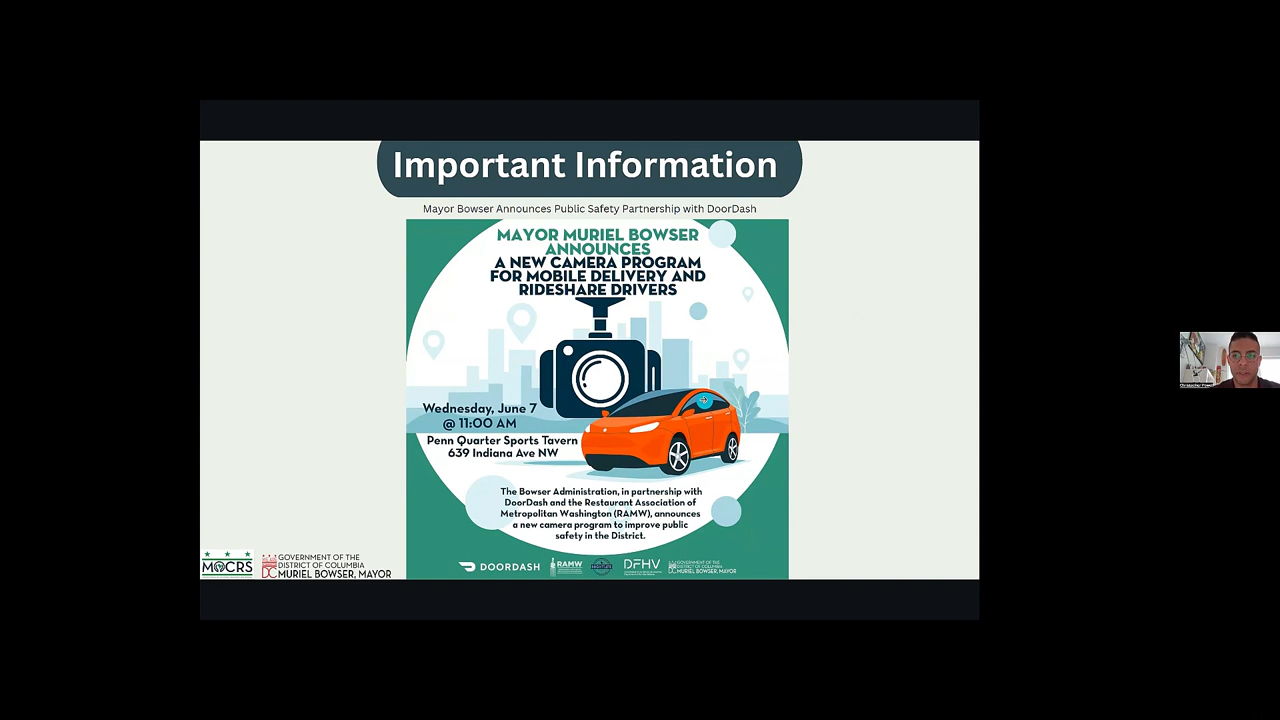 Important Information
Mayor Bowser Announces Public Safety Partnership with DoorDash
MAYOR MURIEL BOWSER
ANNOUNCES
A NEW CAMERA PROGRAM
FOR MOBILE DELIVERY AND
RIDESHARE DRIVERS
Wednesday, June 7
@ 11:00 AM
Penn Quarter Sports Tavern
639 Indiana Ave NW
The Bowser Administration, in partnership with
DoorDash and the Restaurant Association of
Metropolitan Washington (RAMW), announces
a new camera program to improve public
safety in the District.
DOORDASH
RAMW
DFHV
GOVERNMENT OF THE
DISTRICT OF COLUMBIA
MURIEL BOWSER, MAYOR
MOCRS
GOVERNMENT OF THE
DISTRICT OF COLUMBIA
DC MURIEL BOWSER, MAYOR